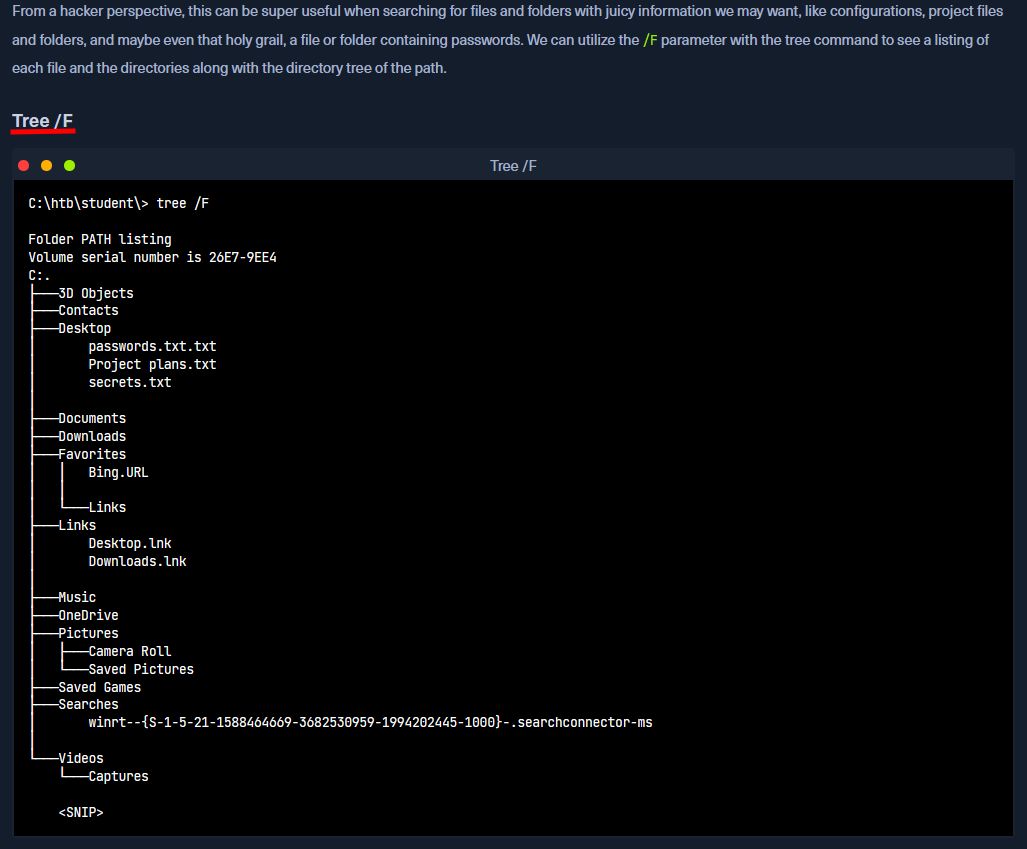 From a hacker perspective, this can be super useful when searching for files and folders with juicy information we may want, like configurations, project files
and folders, and maybe even that holy grail, a file or folder containing passwords. We can utilize the /F parameter with the tree command to see a listing of
each file and the directories along with the directory tree of the path.
Tree /F
Tree /F
C:\htb\student\> tree /F
Folder PATH listing
Volume serial number is 26E7-9EE4
C:.
├───3D Objects
├───Contacts
├───Desktop
│       passwords.txt.txt
│       Project plans.txt
│       secrets.txt
│
├───Documents
├───Downloads
├───Favorites
│   │   Bing.URL
│   │
│   └───Links
├───Links
│       Desktop.lnk
│       Downloads.lnk
│
├───Music
├───OneDrive
├───Pictures
│   ├───Camera Roll
│   └───Saved Pictures
├───Saved Games
├───Searches
│       winrt--{S-1-5-21-1588464669-3682530959-1994202445-1000}-.searchconnector-ms
│
└───Videos
    └───Captures
    <SNIP>